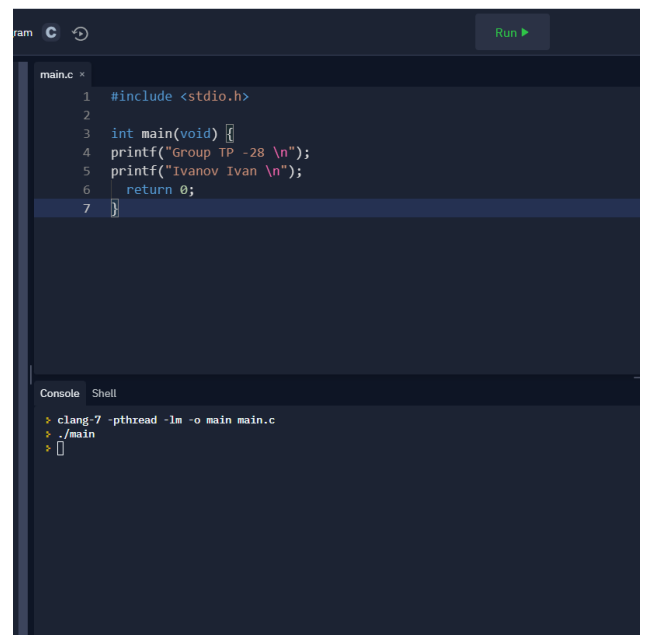 ram C
Run
main.c ×
1 #include <stdio.h>
2
3 int main(void) {
4 printf("Group TP -28 \n");
5 printf("Ivanov Ivan \n");
6 return 0;
7 }
Console Shell
clang-7 -pthread -lm -o main main.c
./main